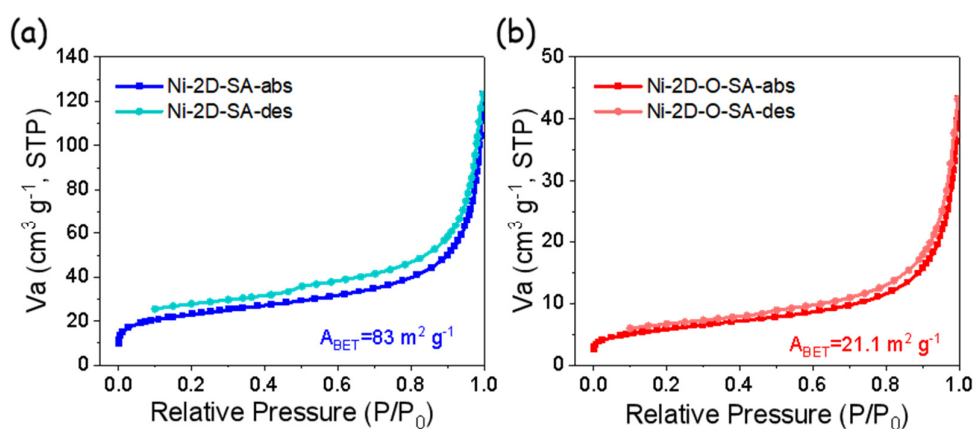 (a)
140
120
100
80
60
40
20
0
Va (cm³ g⁻¹, STP)
Ni-2D-SA-abs
Ni-2D-SA-des
A_BET=83 m² g⁻¹
0.0 0.2 0.4 0.6 0.8 1.0
Relative Pressure (P/P₀)
(b)
50
40
30
20
10
0
Va (cm³ g⁻¹, STP)
Ni-2D-O-SA-abs
Ni-2D-O-SA-des
A_BET=21.1 m² g⁻¹
0.0 0.2 0.4 0.6 0.8 1.0
Relative Pressure (P/P₀)